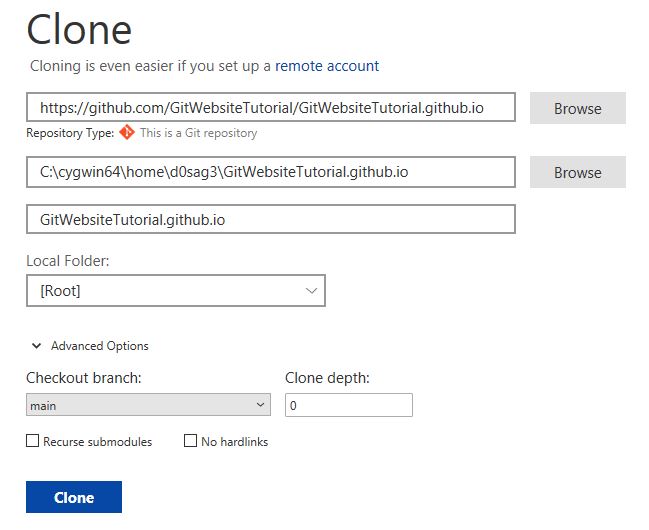 Clone
Cloning is even easier if you set up a remote account
https://github.com/GitWebsiteTutorial/GitWebsiteTutorial.github.io
Browse
Repository Type: This is a Git repository
C:\cygwin64\home\d0sag3\GitWebsiteTutorial.github.io
Browse
GitWebsiteTutorial.github.io
Local Folder:
[Root]
Advanced Options
Checkout branch: Clone depth:
main 0
Recurse submodules No hardlinks
Clone